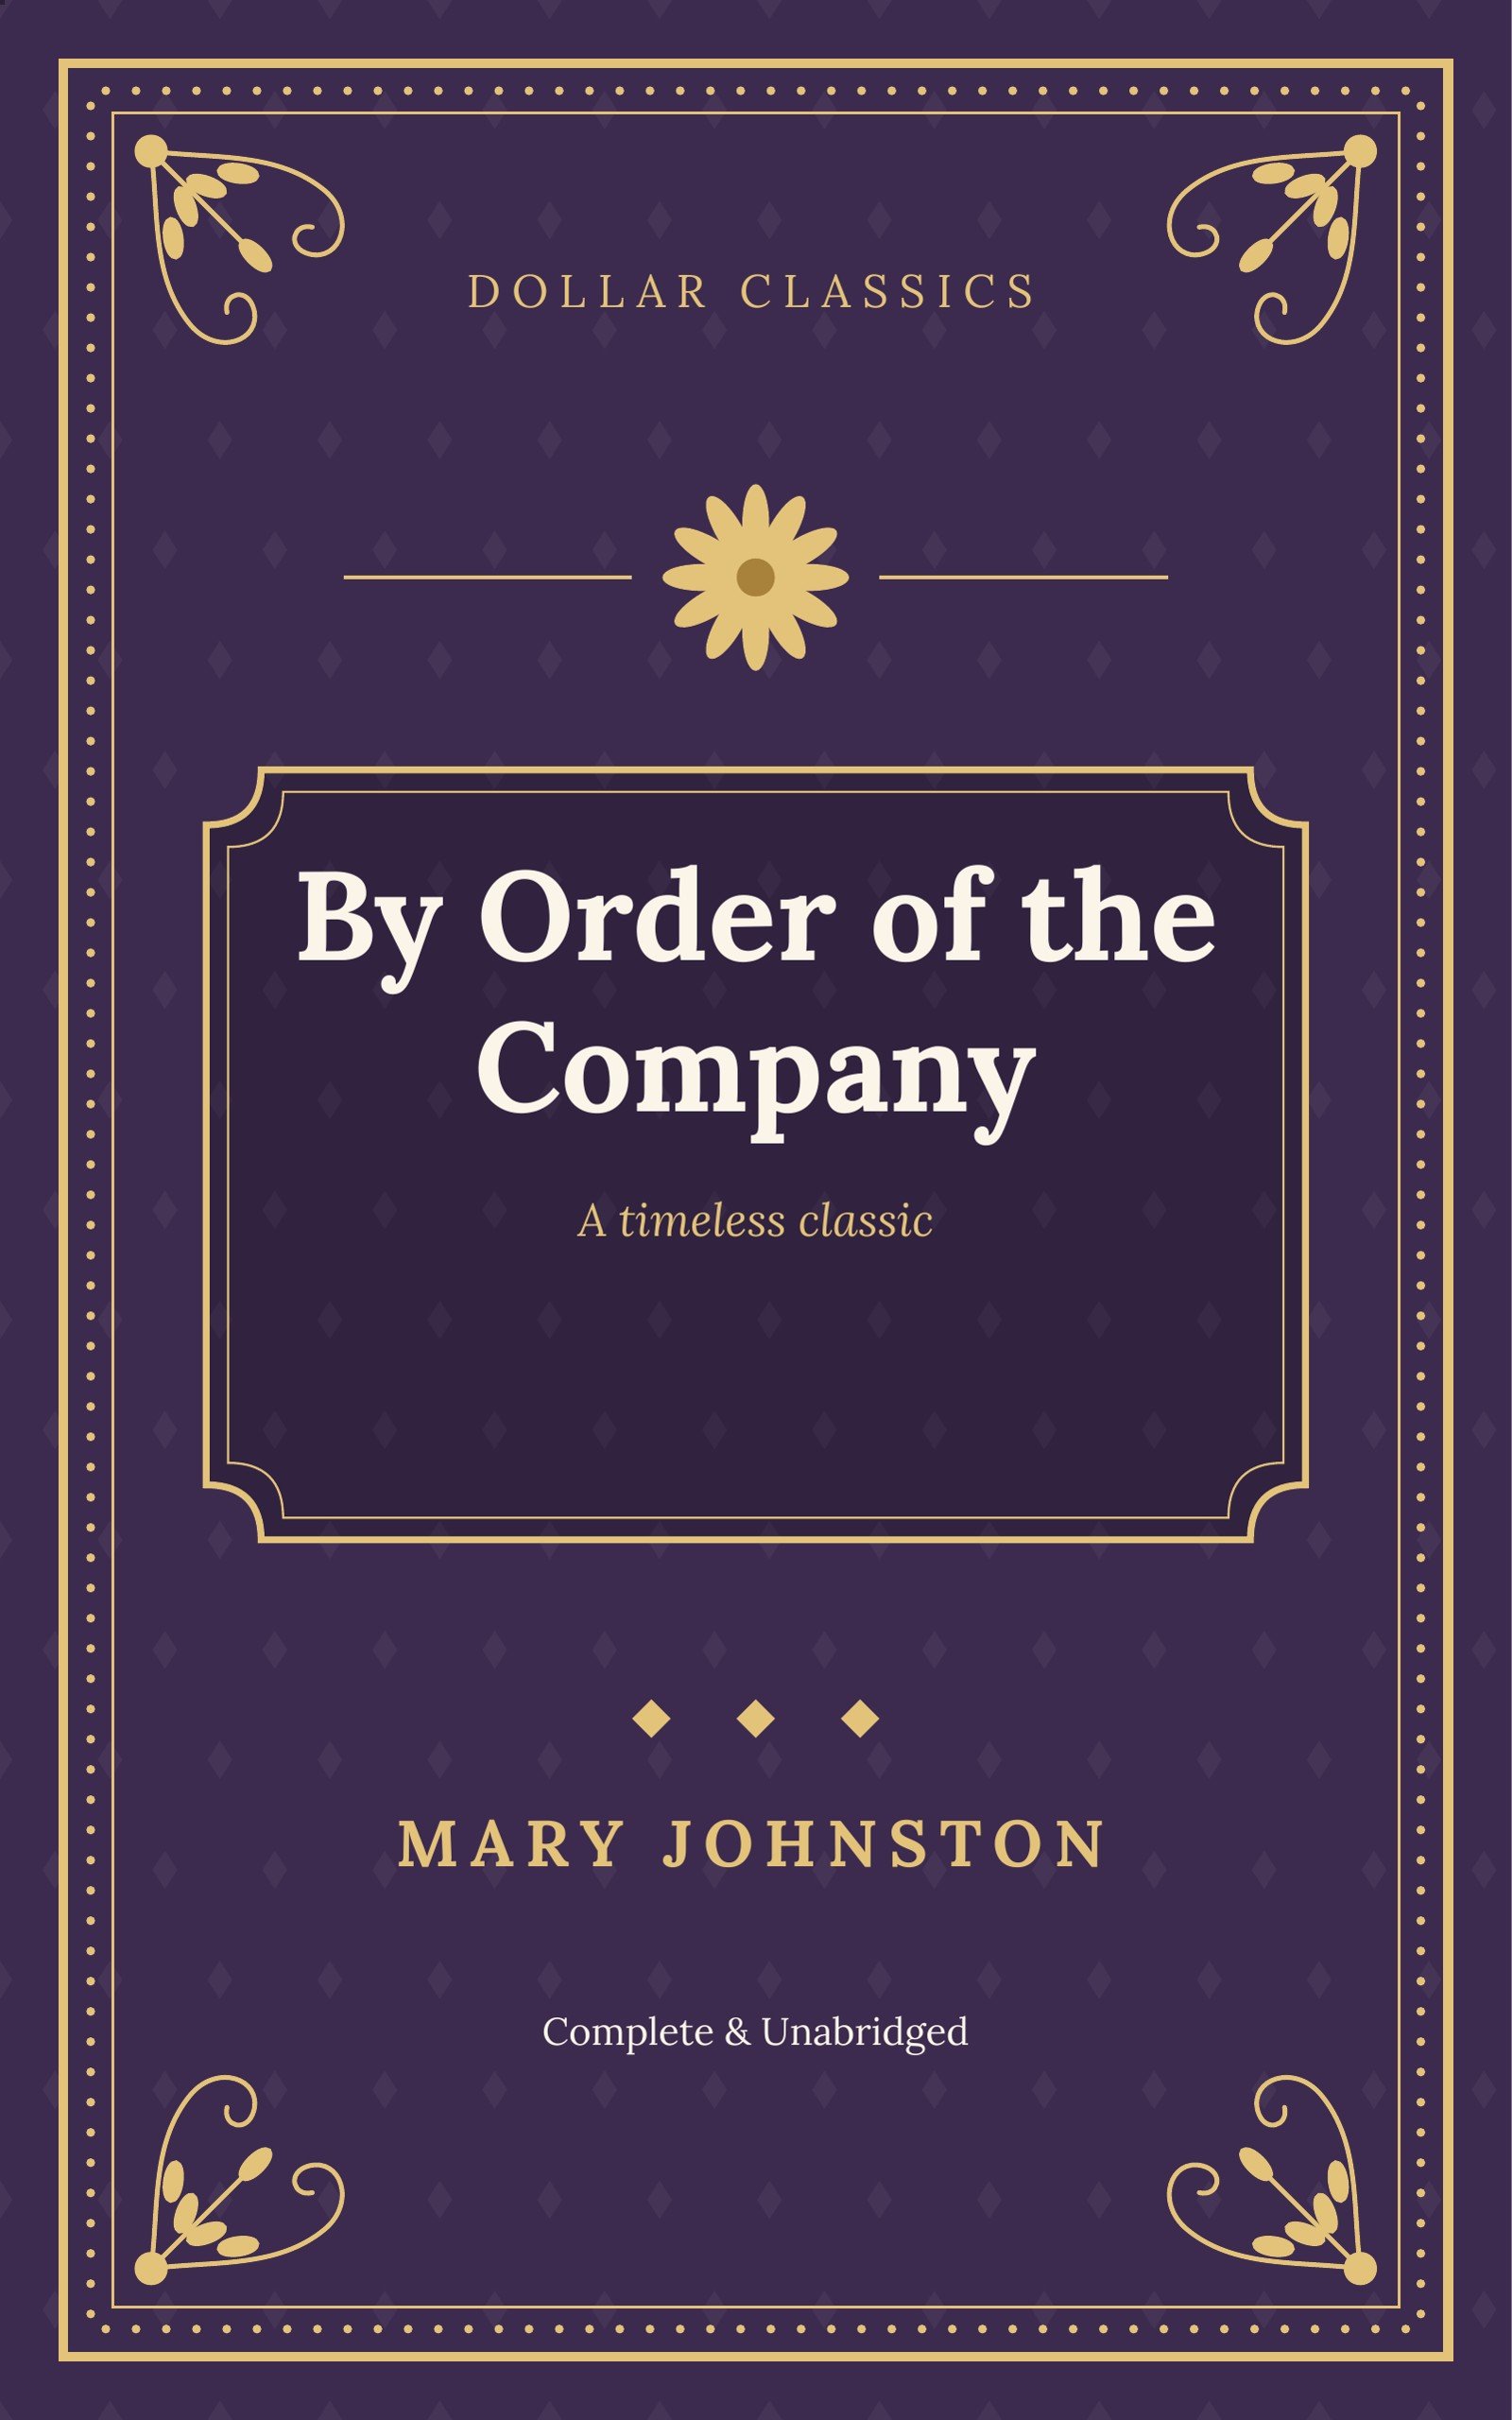 DOLLAR CLASSICS
By Order of the
Company
A timeless classic
MARY JOHNSTON
Complete & Unabridged